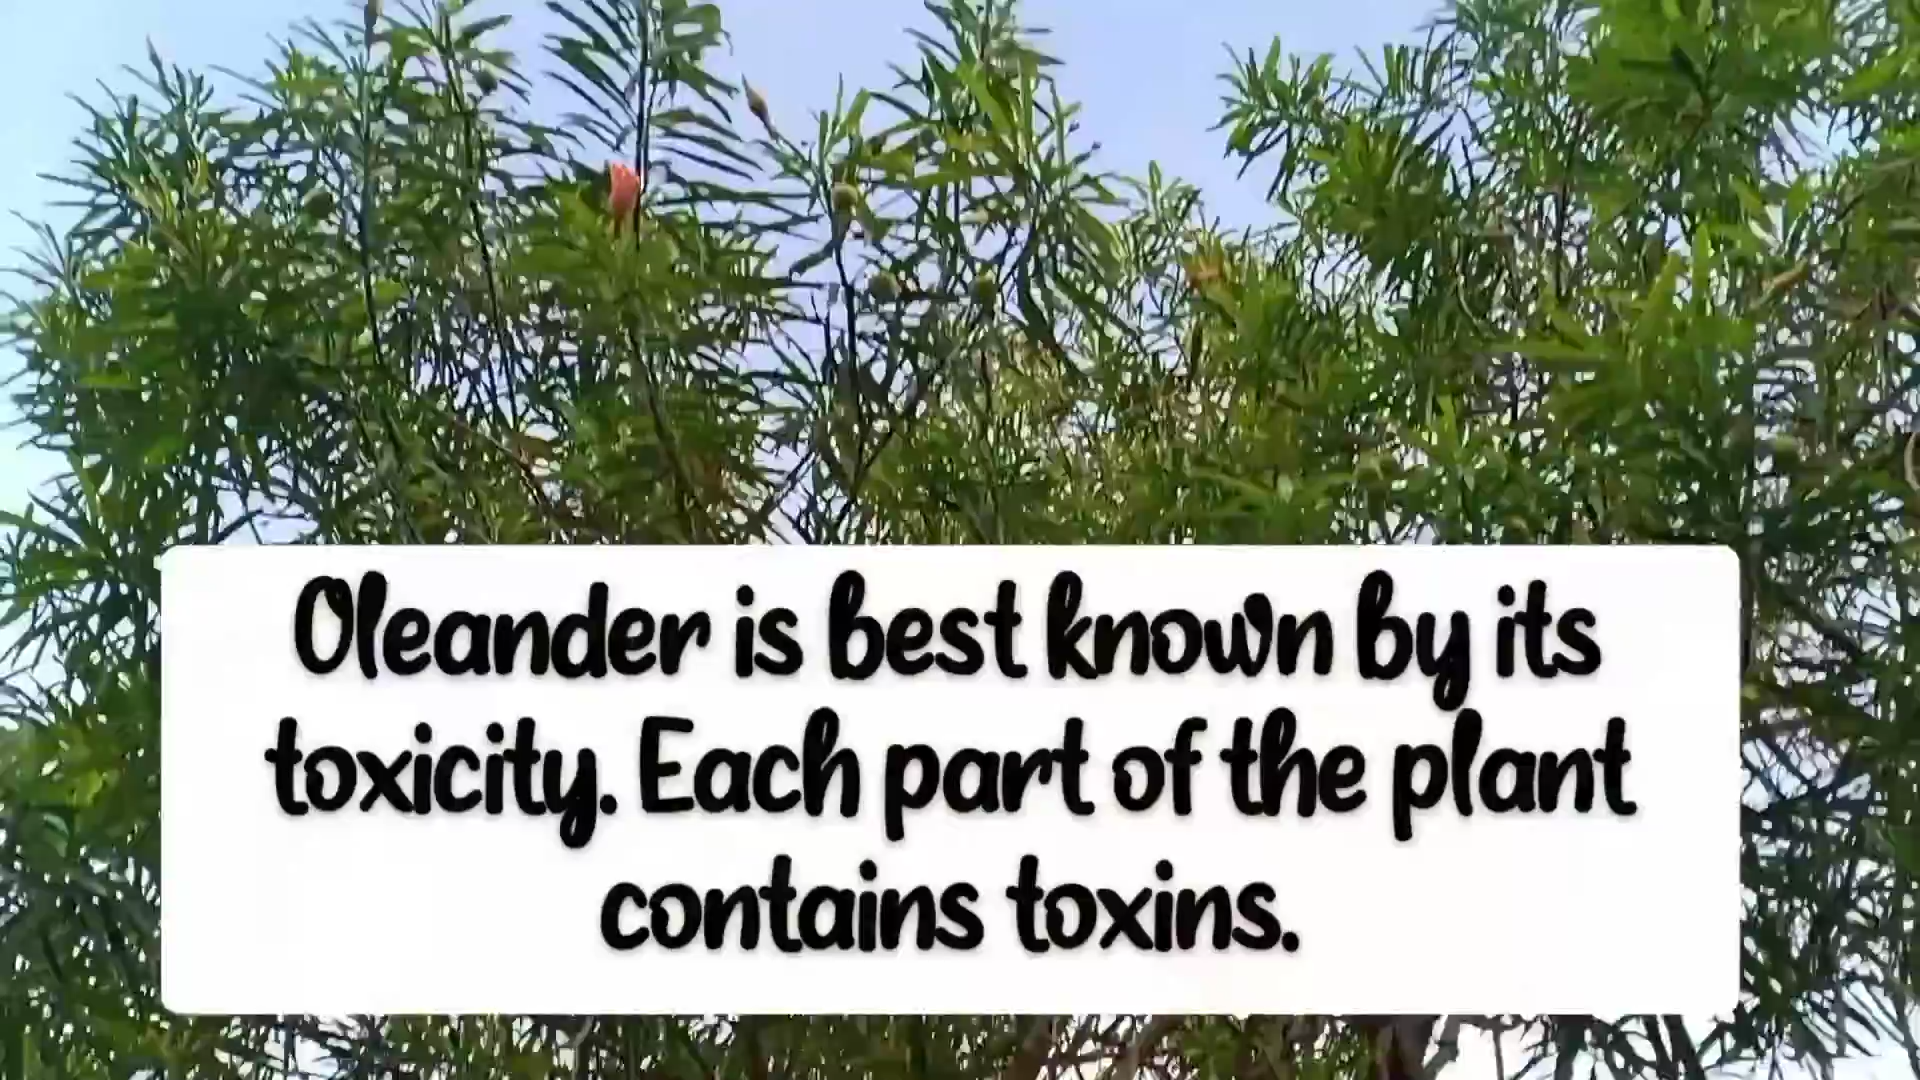 Oleander is best known by its
toxicity. Each part of the plant
contains toxins.